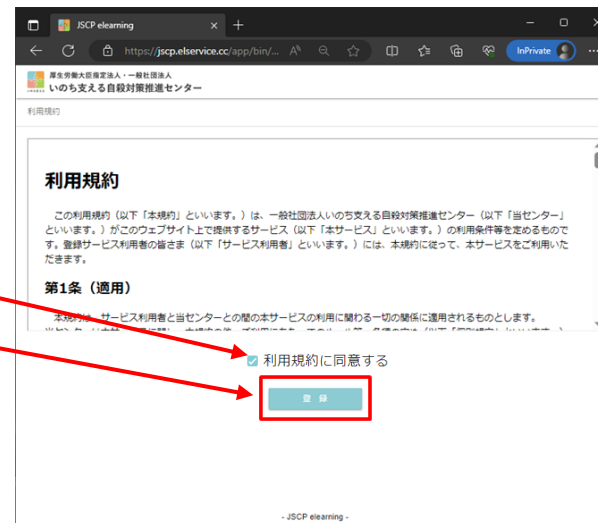 JSCP elearning
https://jscp.elservice.cc/app/bin/...
InPrivate
厚生労働大臣指定法人・一般社団法人
いのち支える自殺対策推進センター
利用規約
利用規約
この利用規約（以下「本規約」といいます。）は、一般社団法人いのち支える自殺対策推進センター（以下「当センター」
といいます。）がこのウェブサイト上で提供するサービス（以下「本サービス」といいます。）の利用条件等を定めるもので
す。登録サービス利用者の皆さま（以下「サービス利用者」といいます。）には、本規約に従って、本サービスをご利用いた
だきます。
第1条（適用）
本規約は、サービス利用者と当センターとの間の本サービスの利用に関わる一切の関係に適用されるものとします。
利用規約に同意する
登 録
- JSCP elearning -